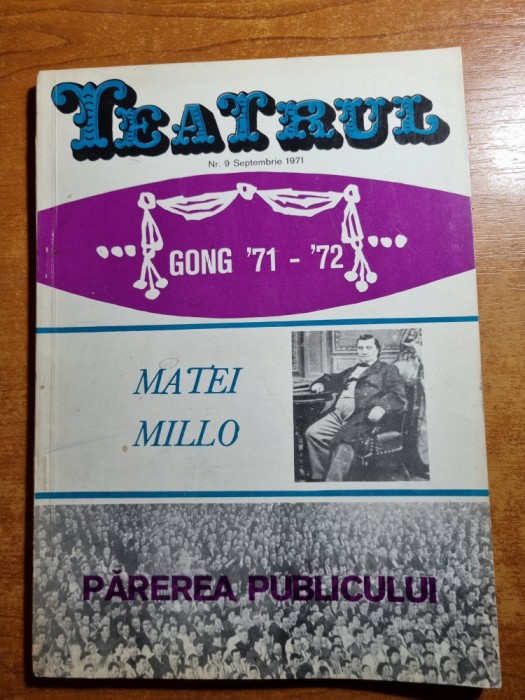 TEATRUL
Nr. 9 Septembrie 1971
GONG '71 - '72
MATEI
MILLO
PĂREREA PUBLICULUI